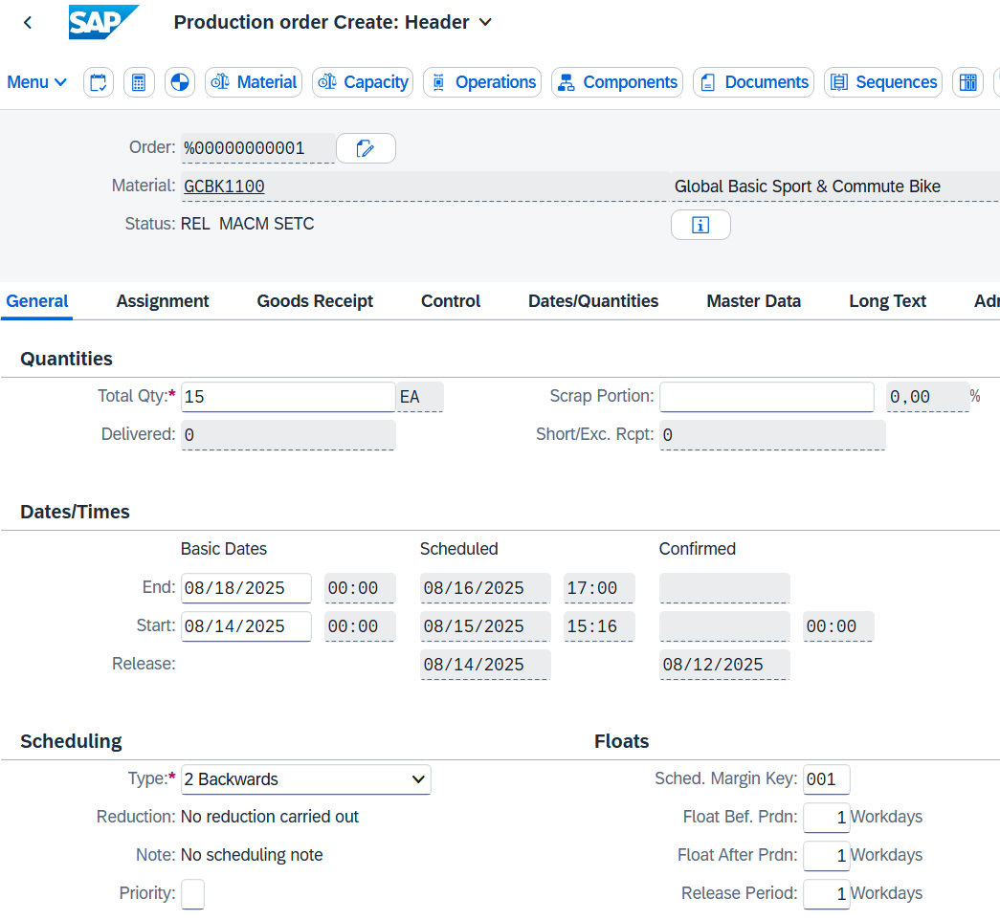 SAP Production order Create: Header
Menu Material Capacity Operations Components Documents Sequences
Order: %00000000001
Material: GCBK1100 Global Basic Sport & Commute Bike
Status: REL MACM SETC
General Assignment Goods Receipt Control Dates/Quantities Master Data Long Text Adr
Quantities
Total Qty:* 15 EA Scrap Portion: 0,00 %
Delivered: 0 Short/Exc. Rcpt: 0
Dates/Times
Basic Dates Scheduled Confirmed
End: 08/18/2025 00:00 08/16/2025 17:00
Start: 08/14/2025 00:00 08/15/2025 15:16 00:00
Release: 08/14/2025 08/12/2025
Scheduling Floats
Type:* 2 Backwards Sched. Margin Key: 001
Reduction: No reduction carried out Float Bef. Prdn: 1 Workdays
Note: No scheduling note Float After Prdn: 1 Workdays
Priority: Release Period: 1 Workdays